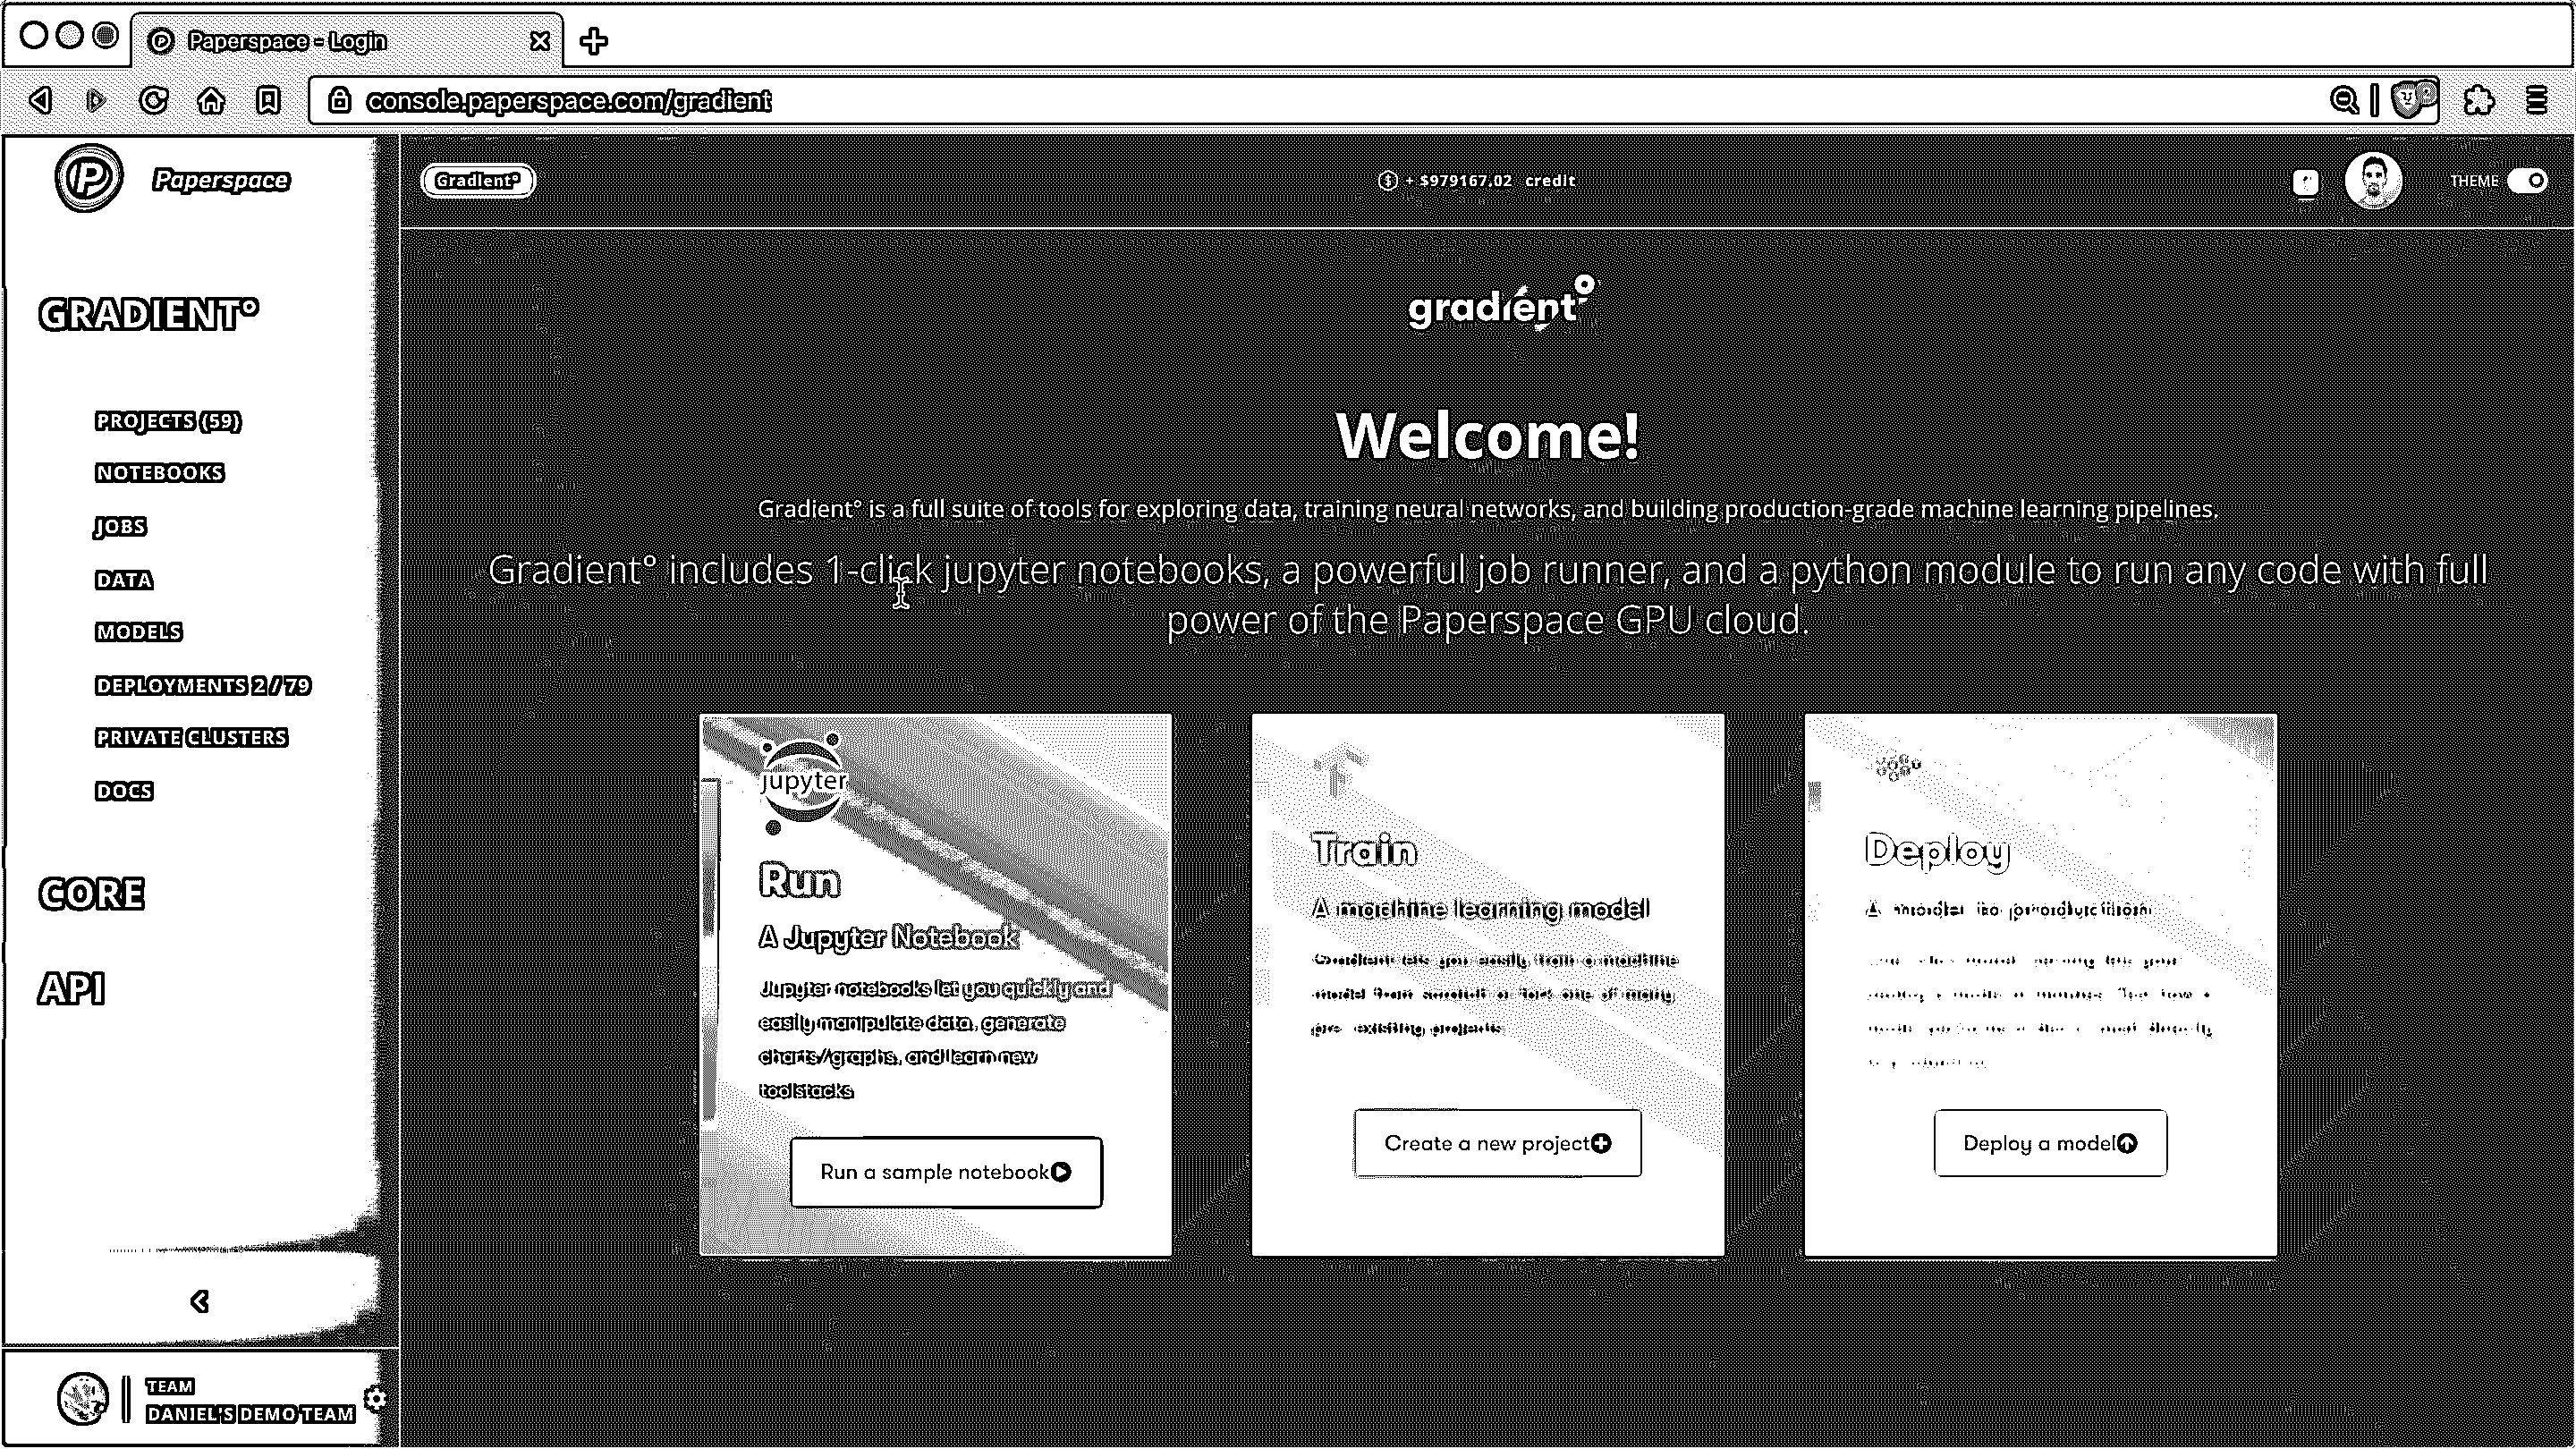 Paperspace - Login
console.paperspace.com/gradient
Paperspace
Gradient°
+ $979167.02 credit
THEME
GRADIENT°
PROJECTS (59)
NOTEBOOKS
JOBS
DATA
MODELS
DEPLOYMENTS 2 / 79
PRIVATE CLUSTERS
DOCS
CORE
API
TEAM
DANIEL'S DEMO TEAM
gradient°
Welcome!
Gradient° is a full suite of tools for exploring data, training neural networks, and building production-grade machine learning pipelines.
Gradient° includes 1-click jupyter notebooks, a powerful job runner, and a python module to run any code with full
power of the Paperspace GPU cloud.
jupyter
Run
A Jupyter Notebook
Jupyter notebooks let you quickly and
easily manipulate data, generate
charts/graphs, and learn new
tool stacks
Run a sample notebook
Train
A machine learning model
Gradient lets you easily train a machine
model from scratch or fork one of many
pre-existing projects
Create a new project
Deploy
A model to production
Deploy a model